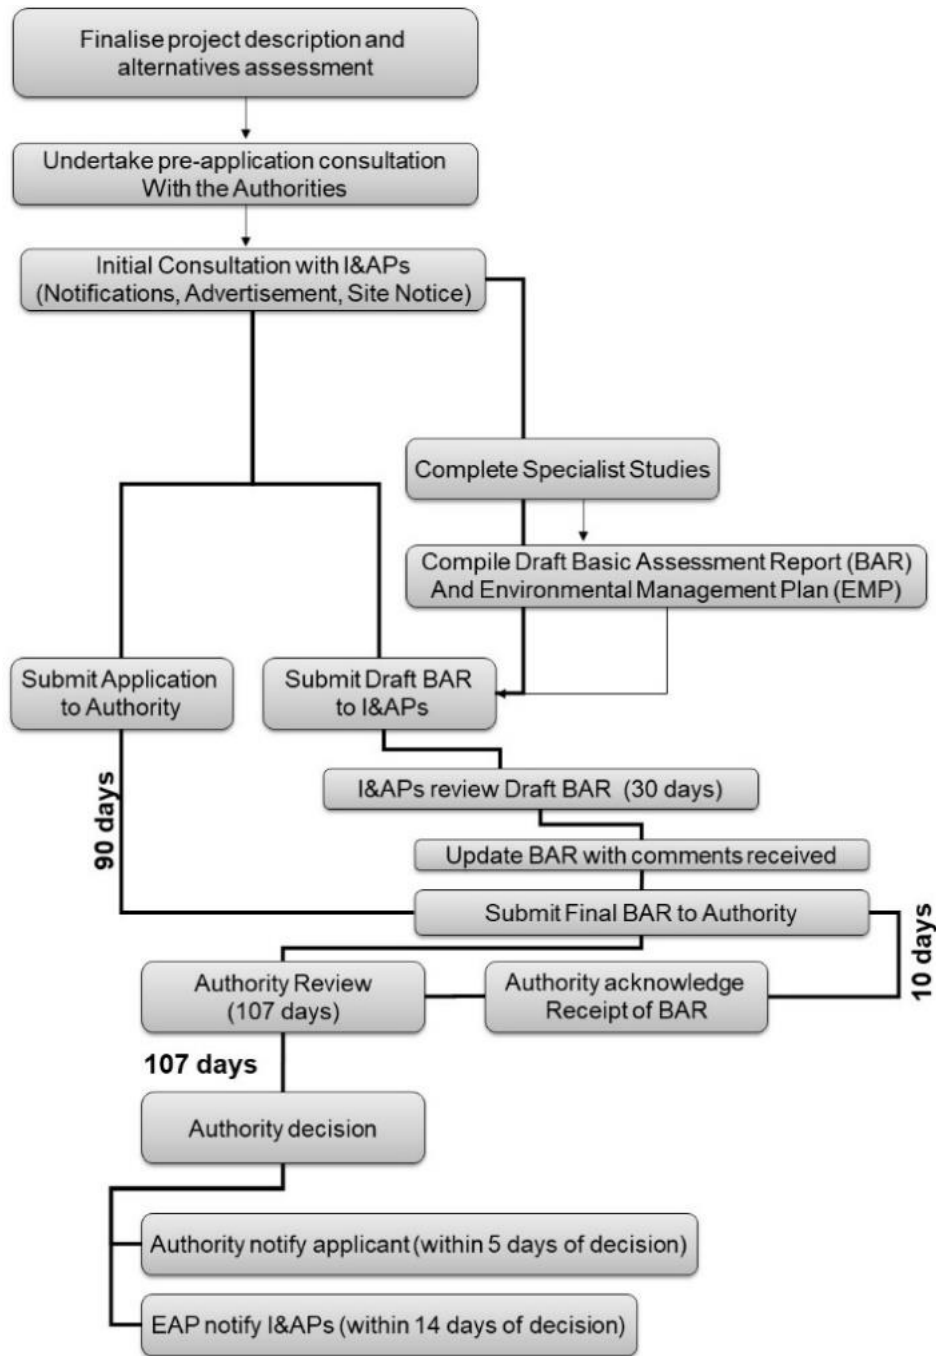 Finalise project description and
alternatives assessment
Undertake pre-application consultation
With the Authorities
Initial Consultation with I&APs
(Notifications, Advertisement, Site Notice)
Complete Specialist Studies
Compile Draft Basic Assessment Report (BAR)
And Environmental Management Plan (EMP)
Submit Application
to Authority
Submit Draft BAR
to I&APs
90 days
I&APs review Draft BAR (30 days)
Update BAR with comments received
Submit Final BAR to Authority
10 days
Authority Review
(107 days)
Authority acknowledge
Receipt of BAR
107 days
Authority decision
Authority notify applicant (within 5 days of decision)
EAP notify I&APs (within 14 days of decision)